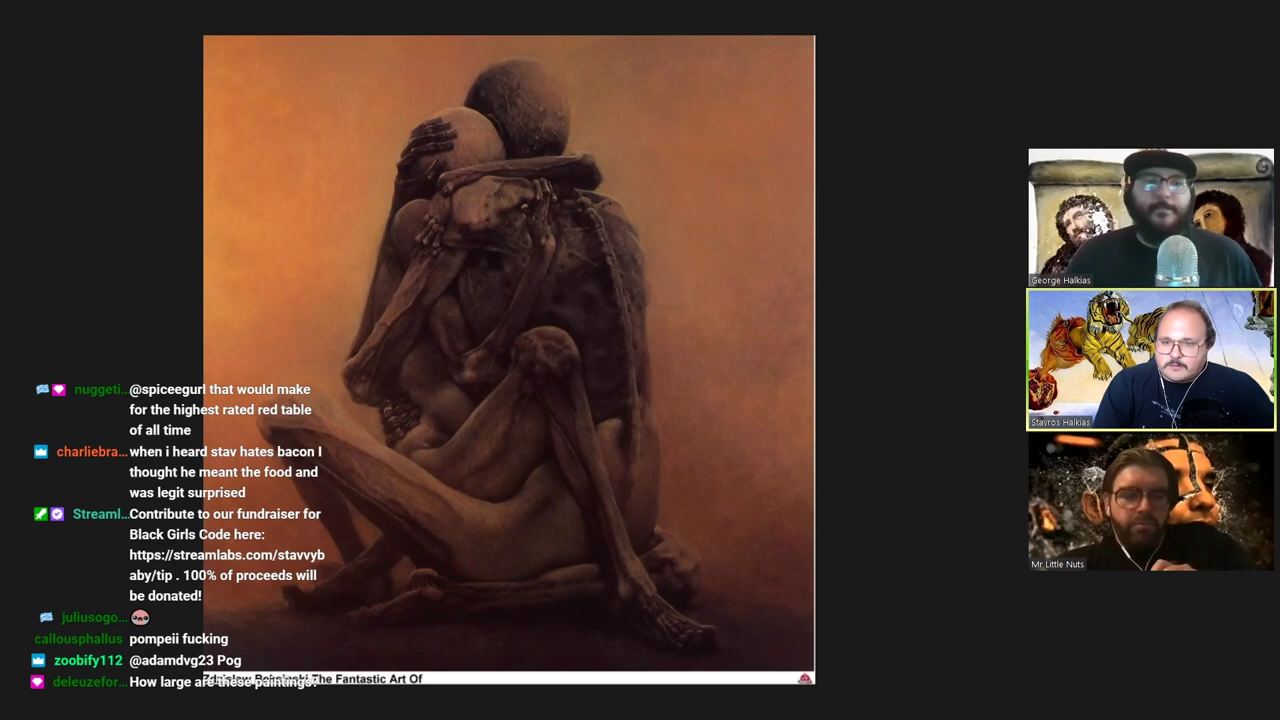 nuggeti...@spiceegurl that would make
for the highest rated red table
of all time
charliebra...when i heard stav hates bacon I
thought he meant the food and
was legit surprised
Streaml...Contribute to our fundraiser for
Black Girls Code here:
https://streamlabs.com/stavvyb
aby/tip . 100% of proceeds will
be donated!
juliusogo...
callousphallus pompeii fucking
zoobify112 @adamdvg23 Pog
deleuzefor...How large are these paintings?
The Fantastic Art Of
George Halkias
Stavros Halkias
Mr Little Nuts